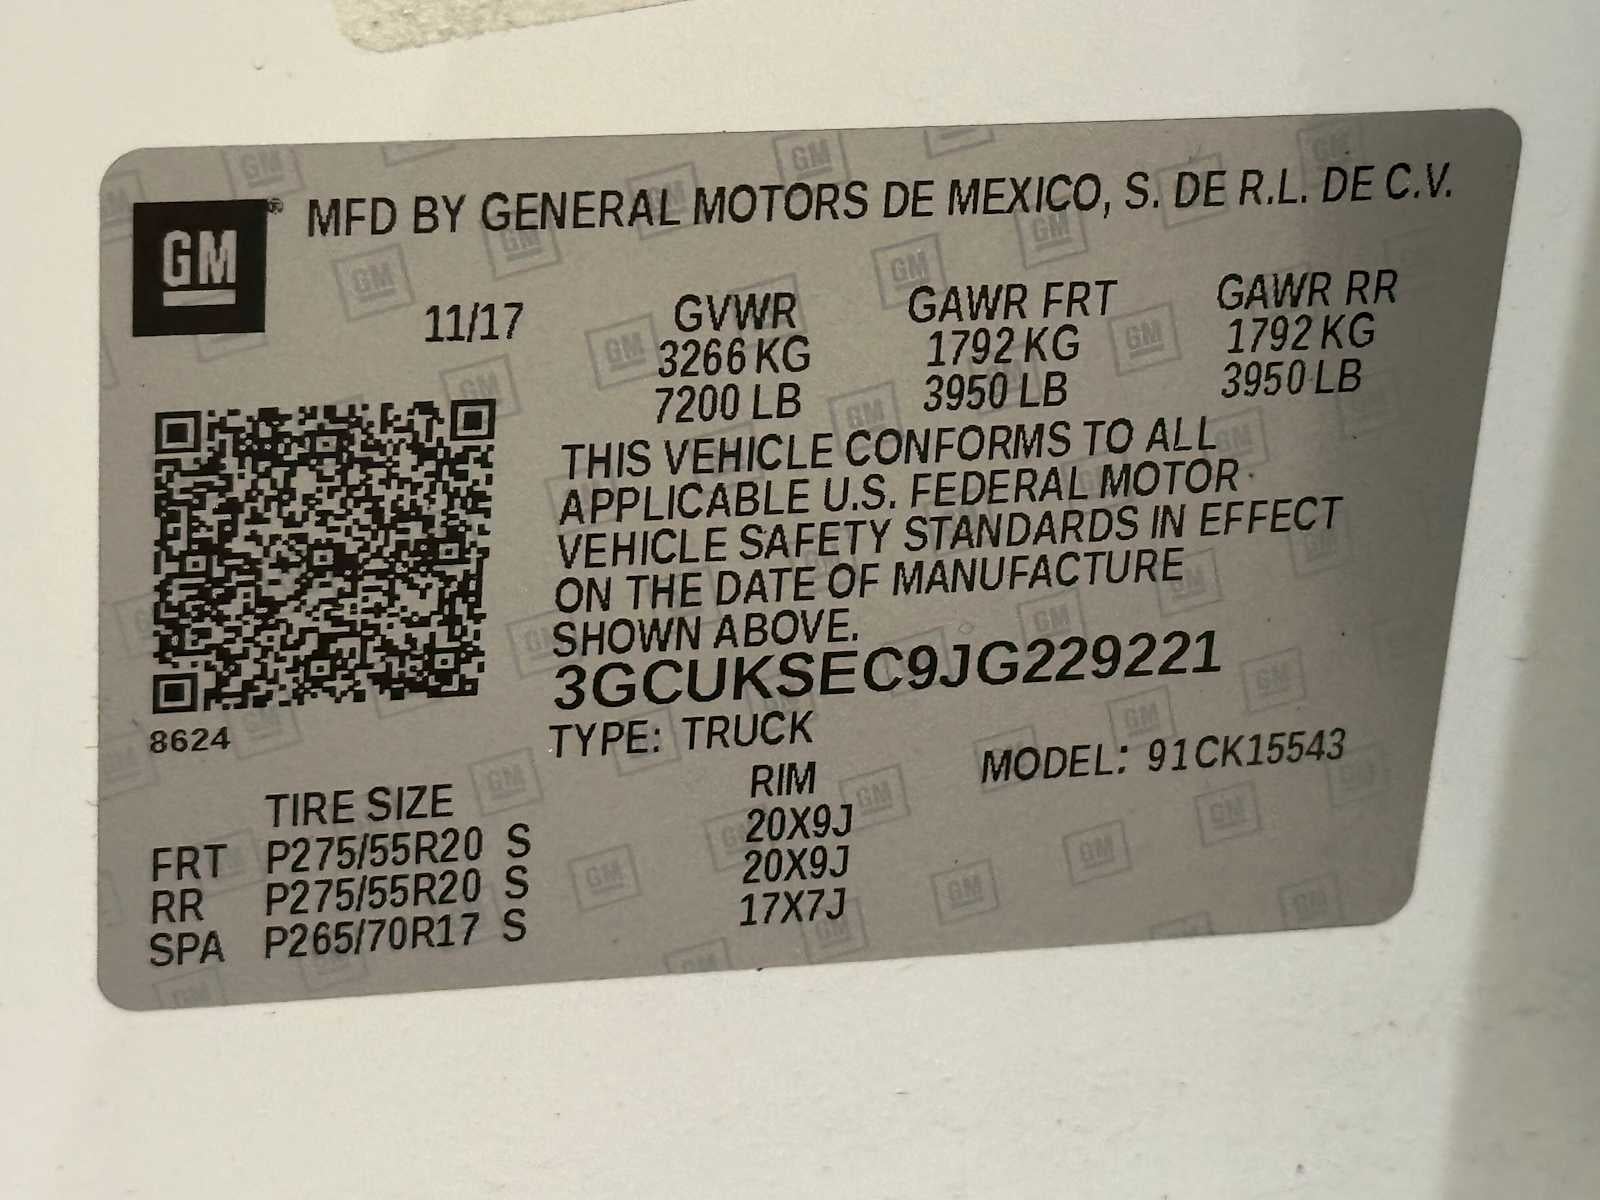 GM® MFD BY GENERAL MOTORS DE MEXICO, S. DE R.L. DE C.V.
11/17 GVWR GAWR FRT GAWR RR
3266 KG 1792 KG 1792 KG
7200 LB 3950 LB 3950 LB
THIS VEHICLE CONFORMS TO ALL
APPLICABLE U.S. FEDERAL MOTOR
VEHICLE SAFETY STANDARDS IN EFFECT
ON THE DATE OF MANUFACTURE
SHOWN ABOVE.
3GCUKSEC9JG229221
8624
TYPE: TRUCK MODEL: 91CK15543
TIRE SIZE RIM
FRT P275/55R20 S 20X9J
RR P275/55R20 S 20X9J
SPA P265/70R17 S 17X7J